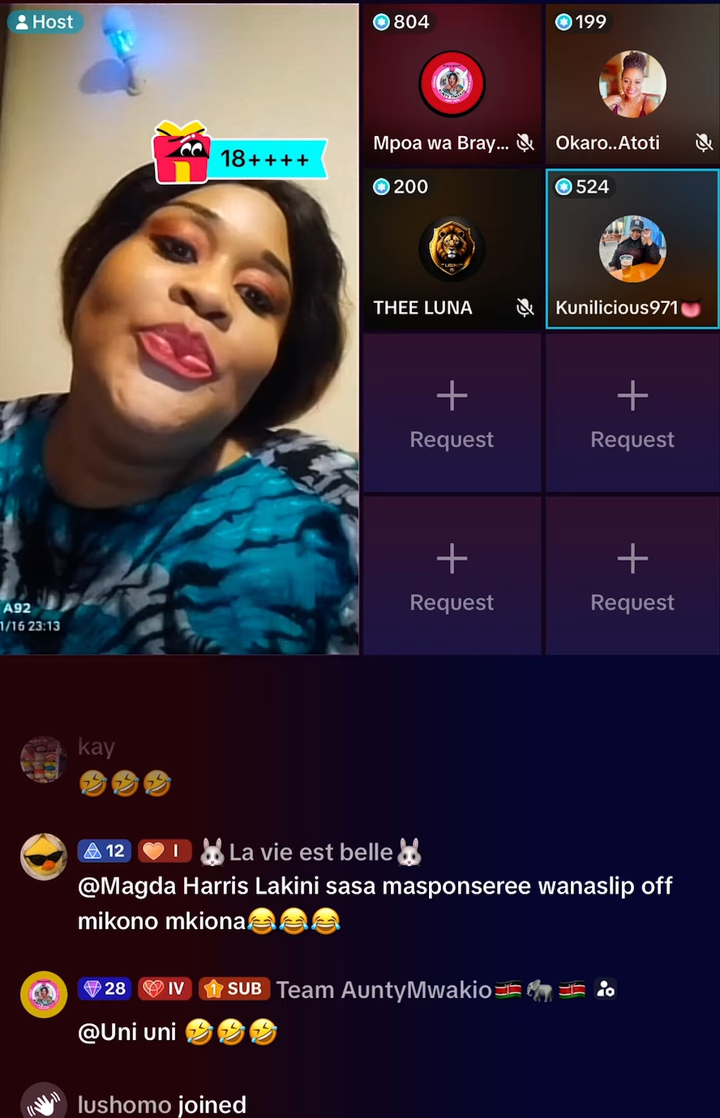 Host
18++++
A92
1/16 23:13
804
Mpoa wa Bray...
199
Okaro..Atoti
200
THEE LUNA
524
Kunilicious971👅
Request
Request
Request
Request
kay
🤣🤣🤣
12 I 🐰La vie est belle🐰
@Magda Harris Lakini sasa masponseree wanaslip off
mikono mkiona😂😂😂
28 IV 1 SUB Team AuntyMwakio🇰🇪🐘🇰🇪
@Uni uni 🤣🤣🤣
lushomo joined